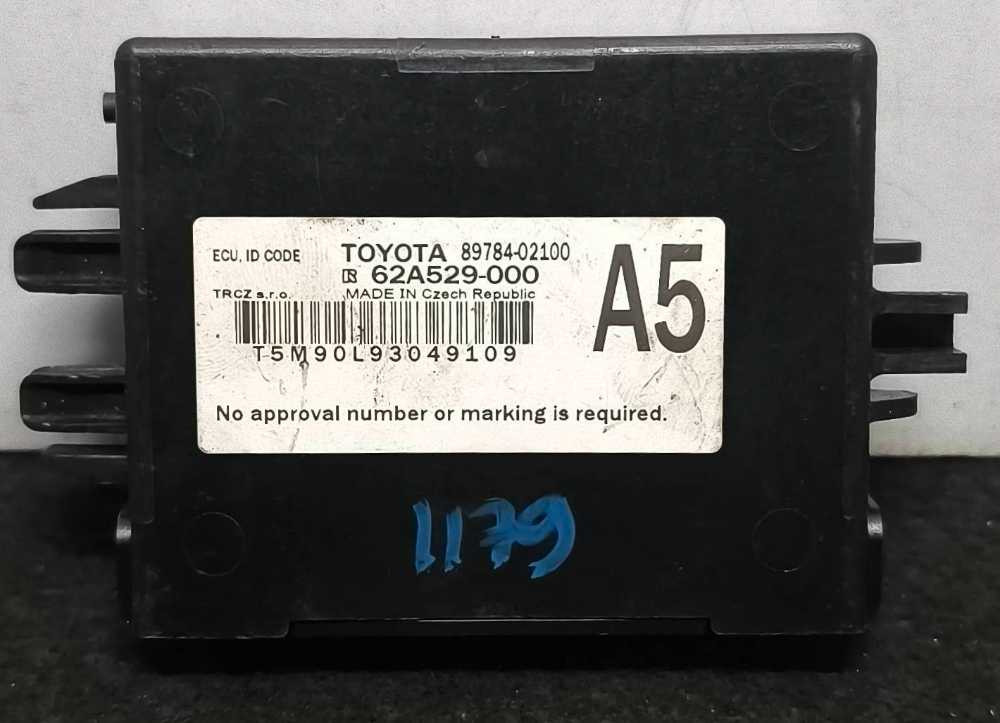 ECU. ID CODE TOYOTA 89784-02100
62A529-000
A5
TRCZ s.r.o. MADE IN Czech Republic
T5M90L93049109
No approval number or marking is required.